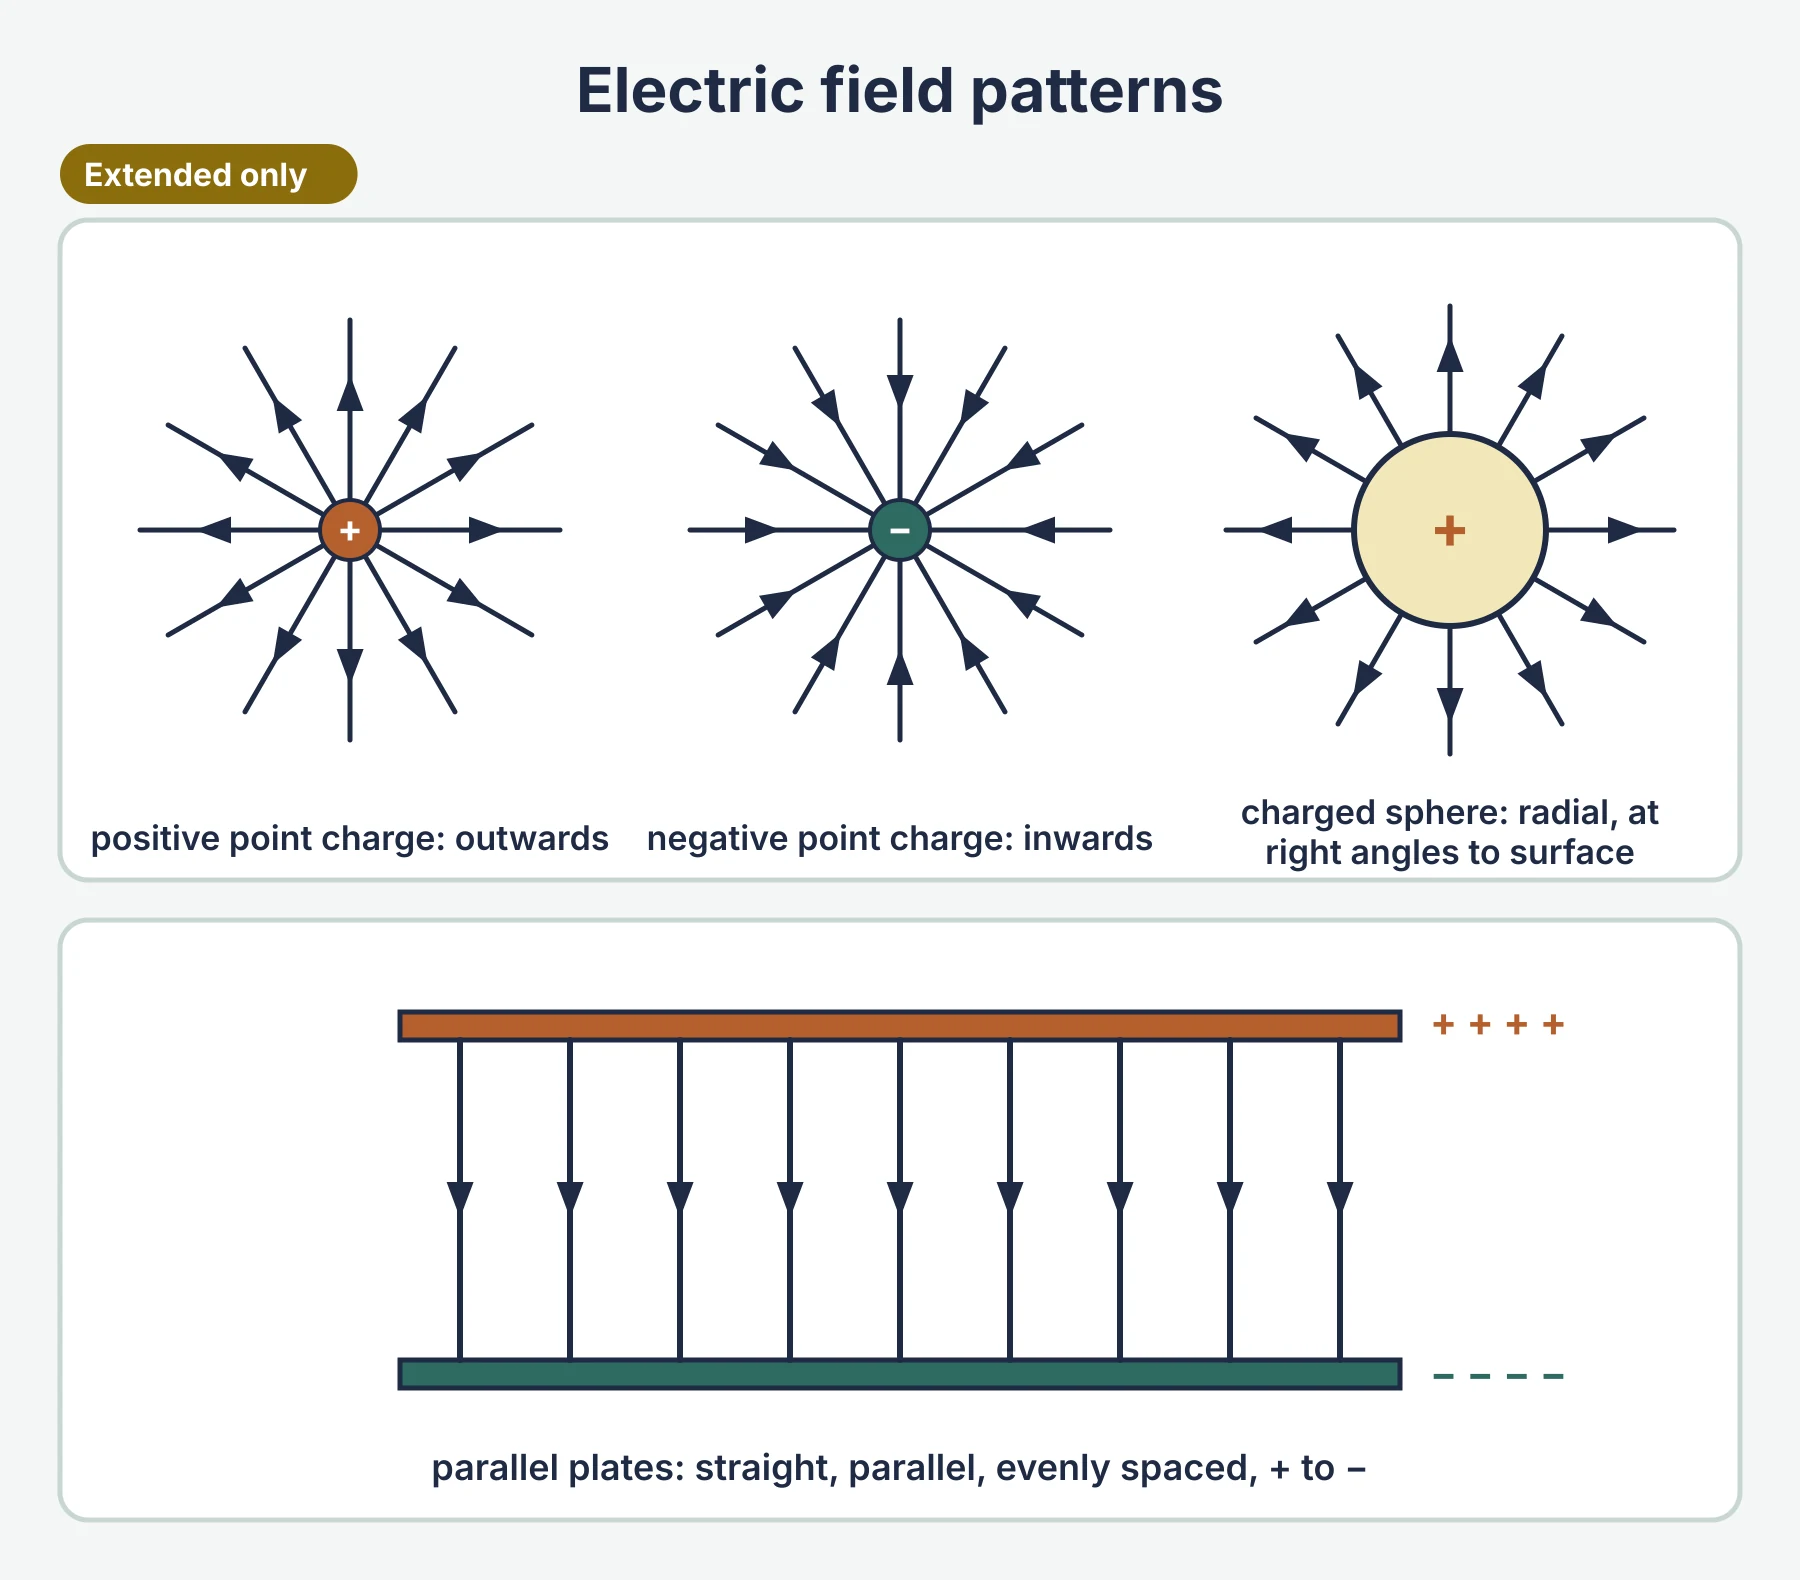 Electric field patterns
Extended only
+
−
+
positive point charge: outwards
negative point charge: inwards
charged sphere: radial, at
right angles to surface
+ + + +
− − − −
parallel plates: straight, parallel, evenly spaced, + to −